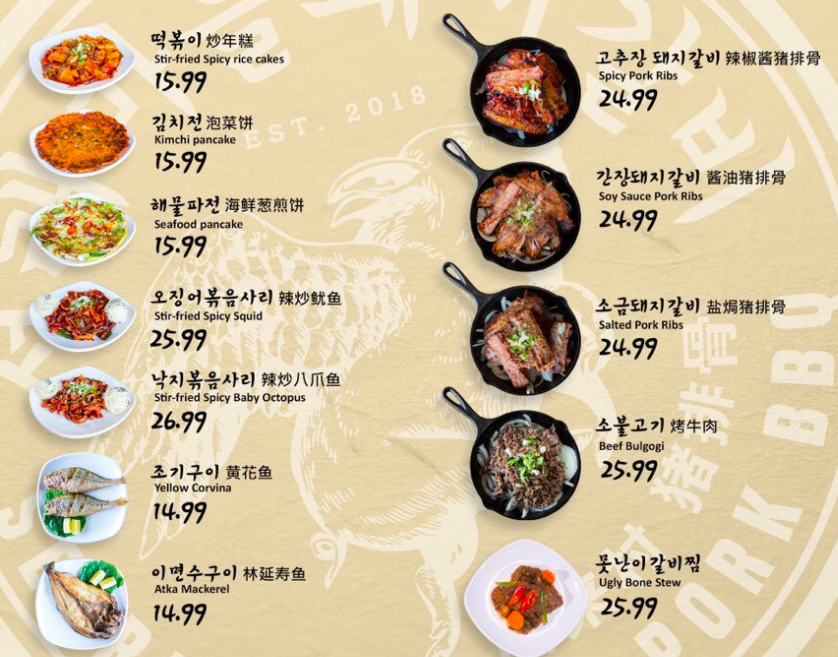 떡볶이 炒年糕
Stir-fried Spicy rice cakes
15.99
김치전 泡菜饼
Kimchi pancake
15.99
해물파전 海鲜葱煎饼
Seafood pancake
15.99
오징어볶음사리 辣炒鱿鱼
Stir-fried Spicy Squid
25.99
낙지볶음사리 辣炒八爪鱼
Stir-fried Spicy Baby Octopus
26.99
조기구이 黄花鱼
Yellow Corvina
14.99
이면수구이 林延寿鱼
Atka Mackerel
14.99
고추장 돼지갈비 辣椒酱猪排骨
Spicy Pork Ribs
24.99
간장돼지갈비 酱油猪排骨
Soy Sauce Pork Ribs
24.99
소금돼지갈비 盐焗猪排骨
Salted Pork Ribs
24.99
소불고기 烤牛肉
Beef Bulgogi
25.99
못난이갈비찜
Ugly Bone Stew
25.99
EST. 2018
猪排骨
PORK BBQ